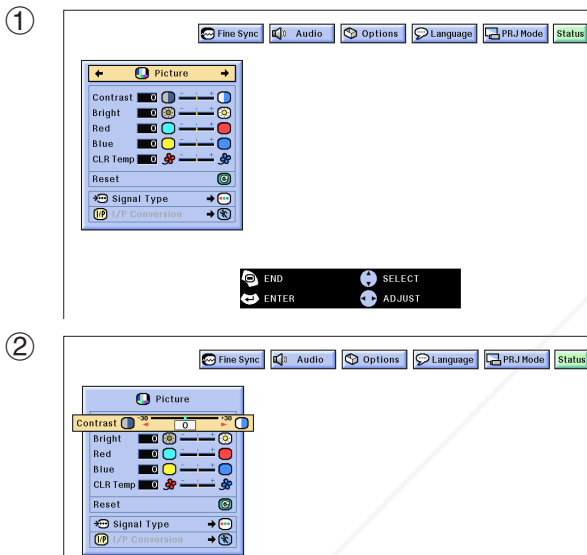 ①
Fine Sync Audio Options Language PRJ Mode Status
Picture
Contrast 0 - +
Bright 0 - +
Red 0 - +
Blue 0 - +
CLR Temp 0 - +
Reset
Signal Type
I/P I/P Conversion
END SELECT
ENTER ADJUST
②
Fine Sync Audio Options Language PRJ Mode Status
Picture
Contrast -30 0 +30
Bright 0 - +
Red 0 - +
Blue 0 - +
CLR Temp 0 - +
Reset
Signal Type
I/P I/P Conversion